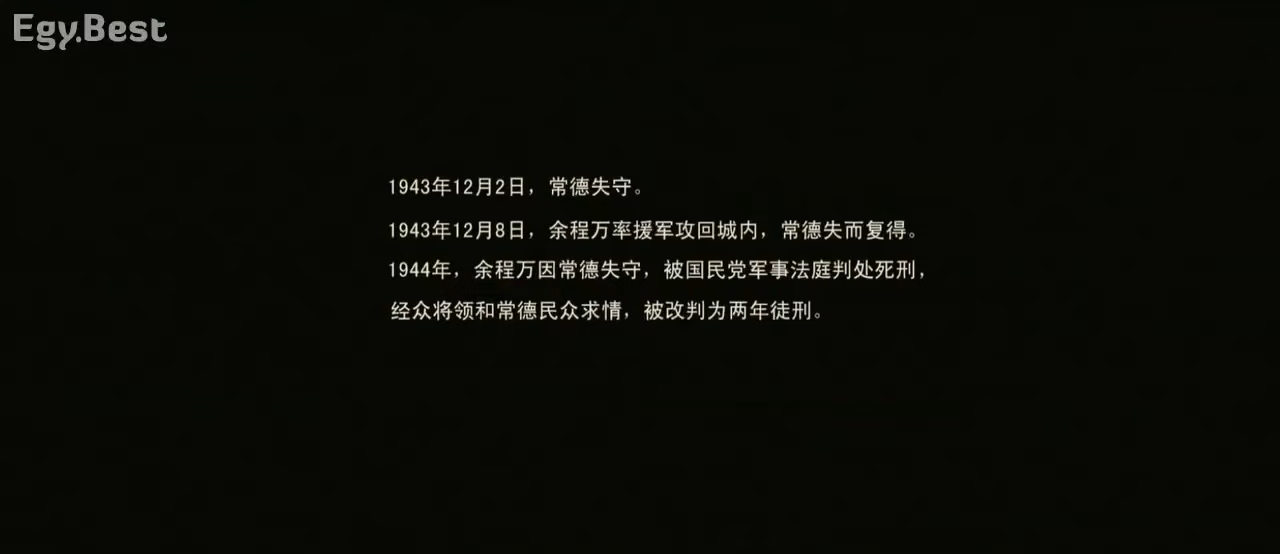 Egy.Best
1943年12月2日，常德失守。
1943年12月8日，余程万率援军攻回城内，常德失而复得。
1944年，余程万因常德失守，被国民党军事法庭判处死刑，
经众将领和常德民众求情，被改判为两年徒刑。